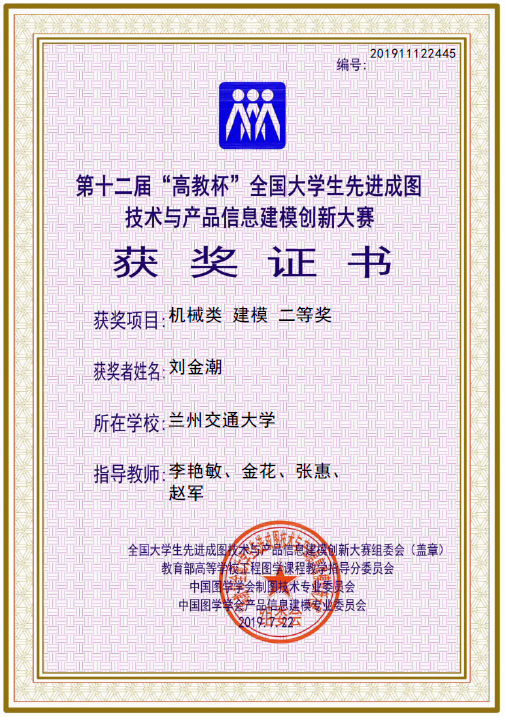 编号: 201911122445
第十二届“高教杯”全国大学生先进成图
技术与产品信息建模创新大赛
获奖证书
获奖项目: 机械类 建模 二等奖
获奖者姓名: 刘金潮
所在学校: 兰州交通大学
指导教师: 李艳敏、金花、张惠、
赵军
全国大学生先进成图技术与产品信息建模创新大赛组委会（盖章）
教育部高等学校工程图学课程教学指导分委员会
中国图学学会制图技术专业委员会
中国图学学会产品信息建模专业委员会
组委会
2019.7.22